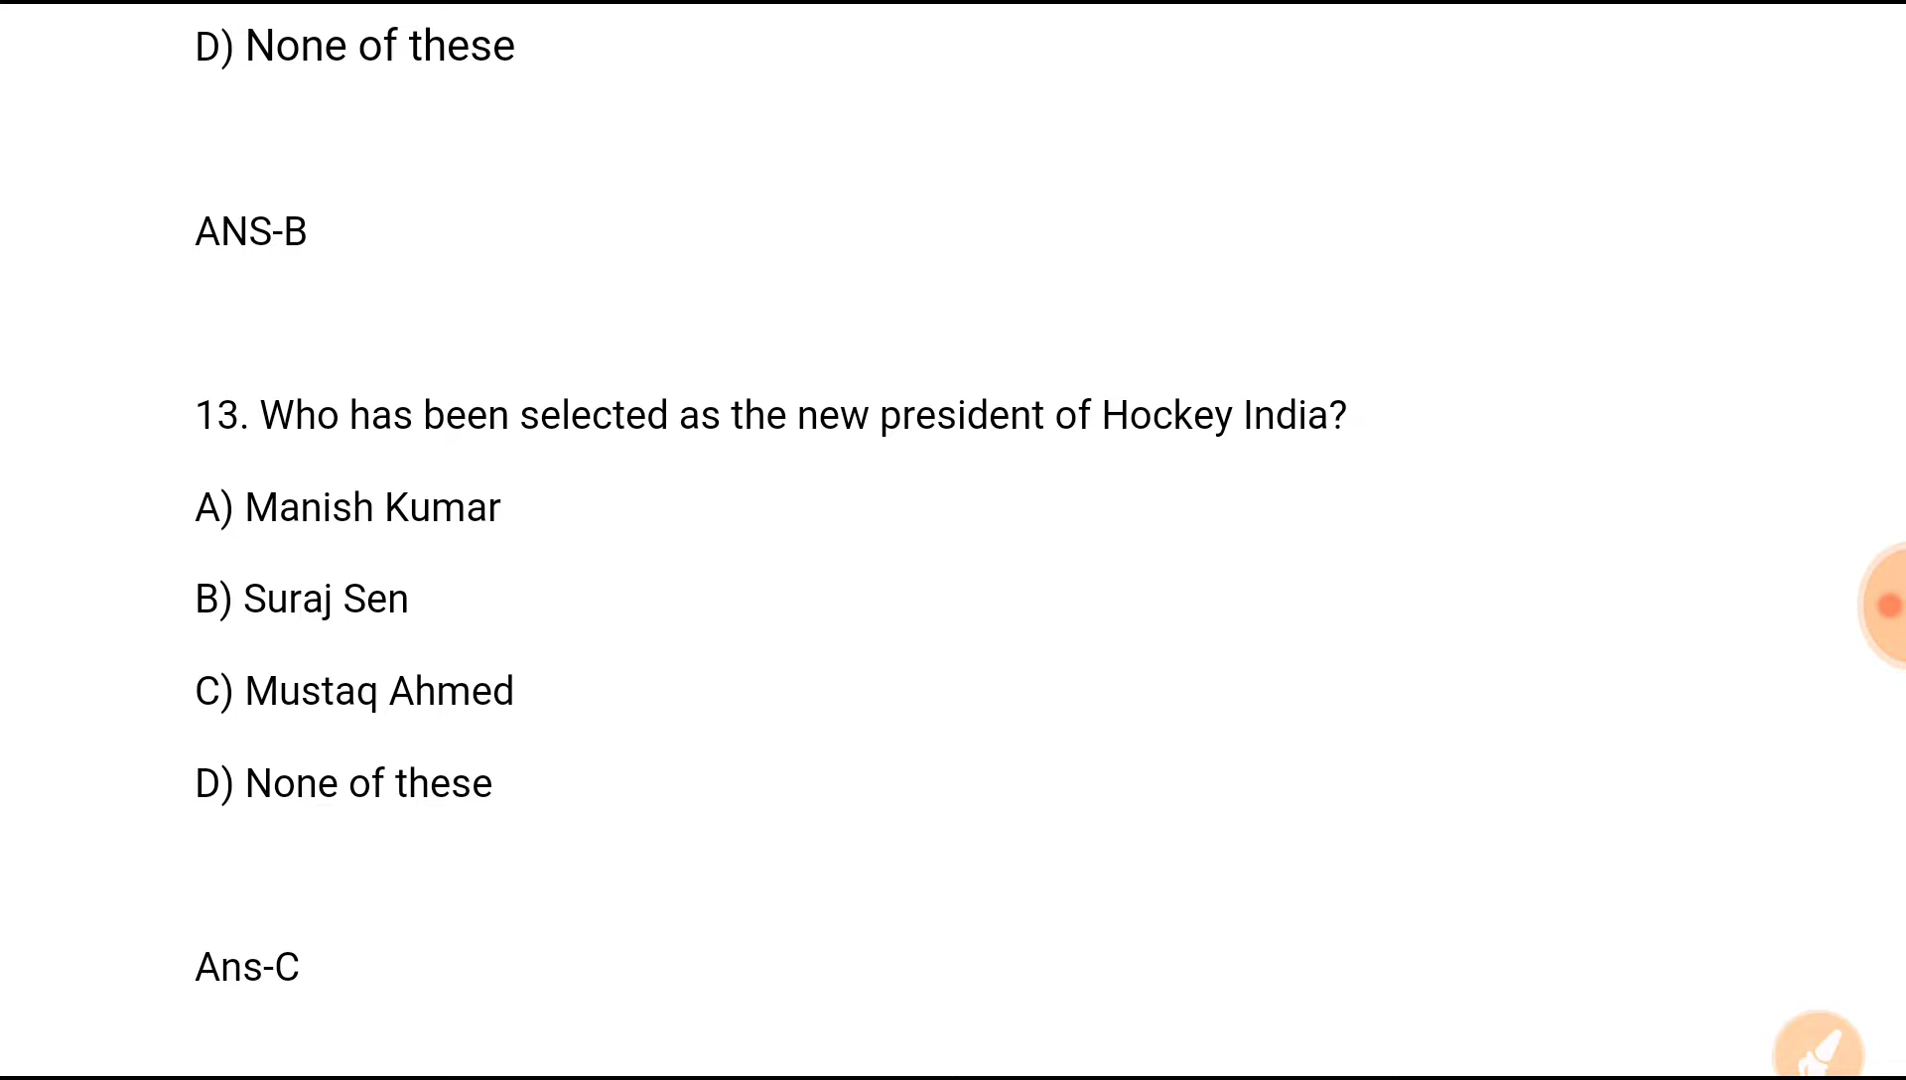 D) None of these
ANS-B
13. Who has been selected as the new president of Hockey India?
A) Manish Kumar
B) Suraj Sen
C) Mustaq Ahmed
D) None of these
Ans-C